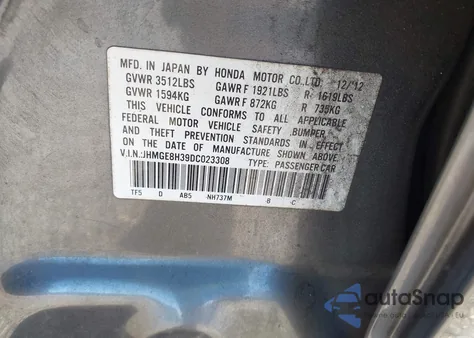 MFD. IN JAPAN BY HONDA MOTOR CO., LTD. 12/'12
GVWR 3512LBS GAWR F 1921LBS R: 1619LBS
GVWR 1594KG GAWR F 872KG R: 735KG
THIS VEHICLE CONFORMS TO ALL APPLICABLE
FEDERAL MOTOR VEHICLE SAFETY, BUMPER,
AND THEFT PREVENTION STANDARDS IN EFFECT
ON THE DATE OF MANUFACTURE SHOWN ABOVE
V.I.N.:JHMGE8H39DC023308 TYPE: PASSENGER CAR
TF5 D AB5 NH737M B C
autoSnap